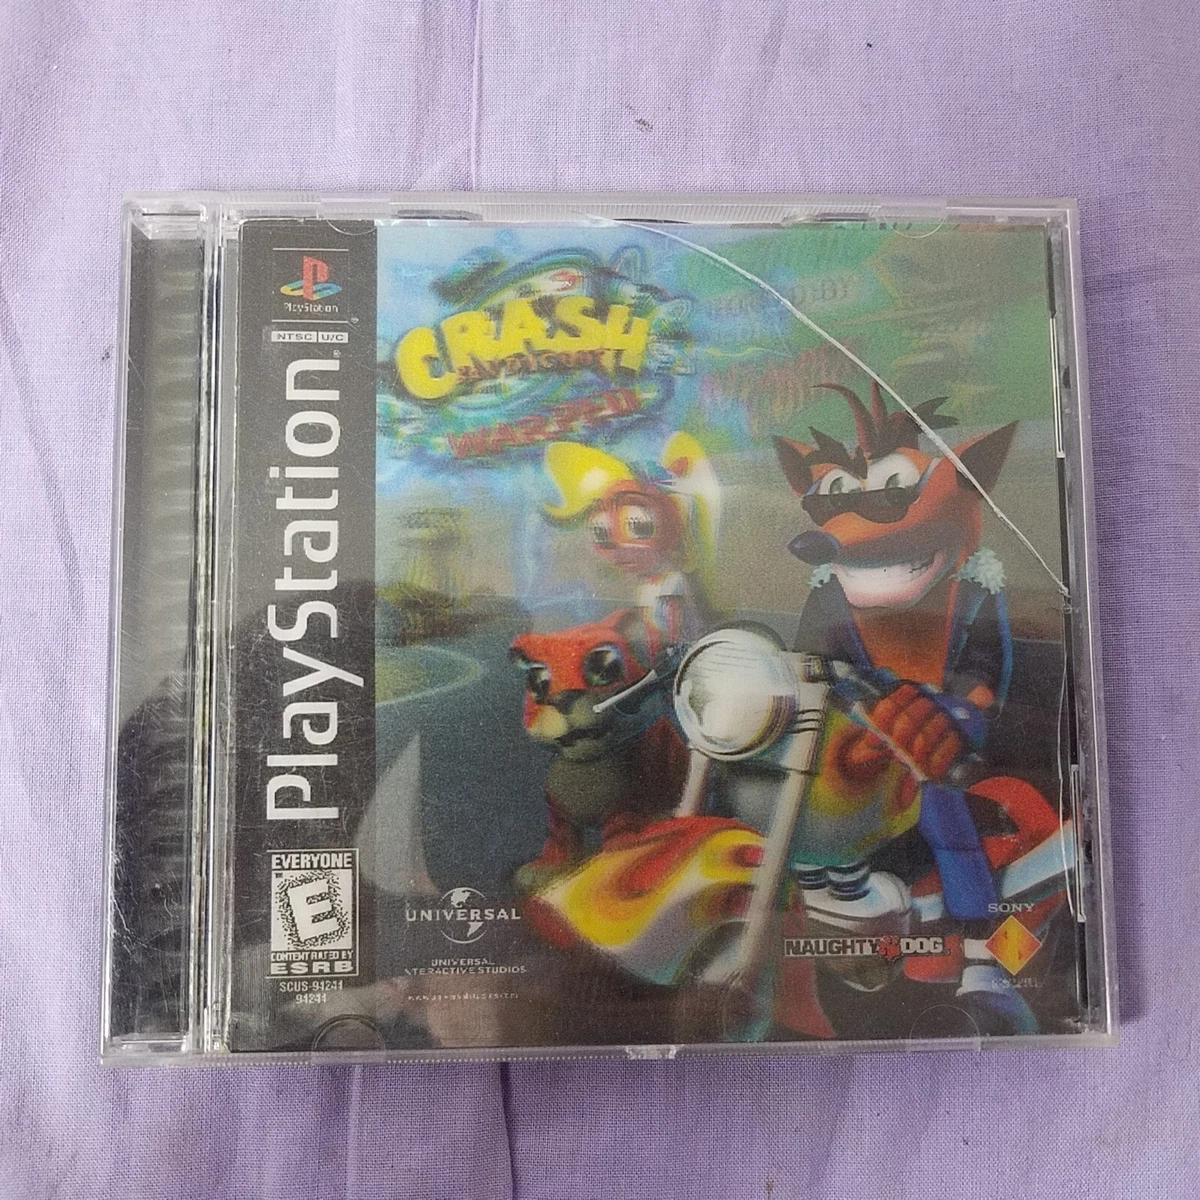 PlayStation
NTSC U/C
PlayStation
CRASH
BANDICOOT
WARPED
EVERYONE
E
CONTENT RATED BY
ESRB
SCUS-94244
94244
UNIVERSAL
UNIVERSAL
INTERACTIVE STUDIOS
NAUGHTY DOG
SONY